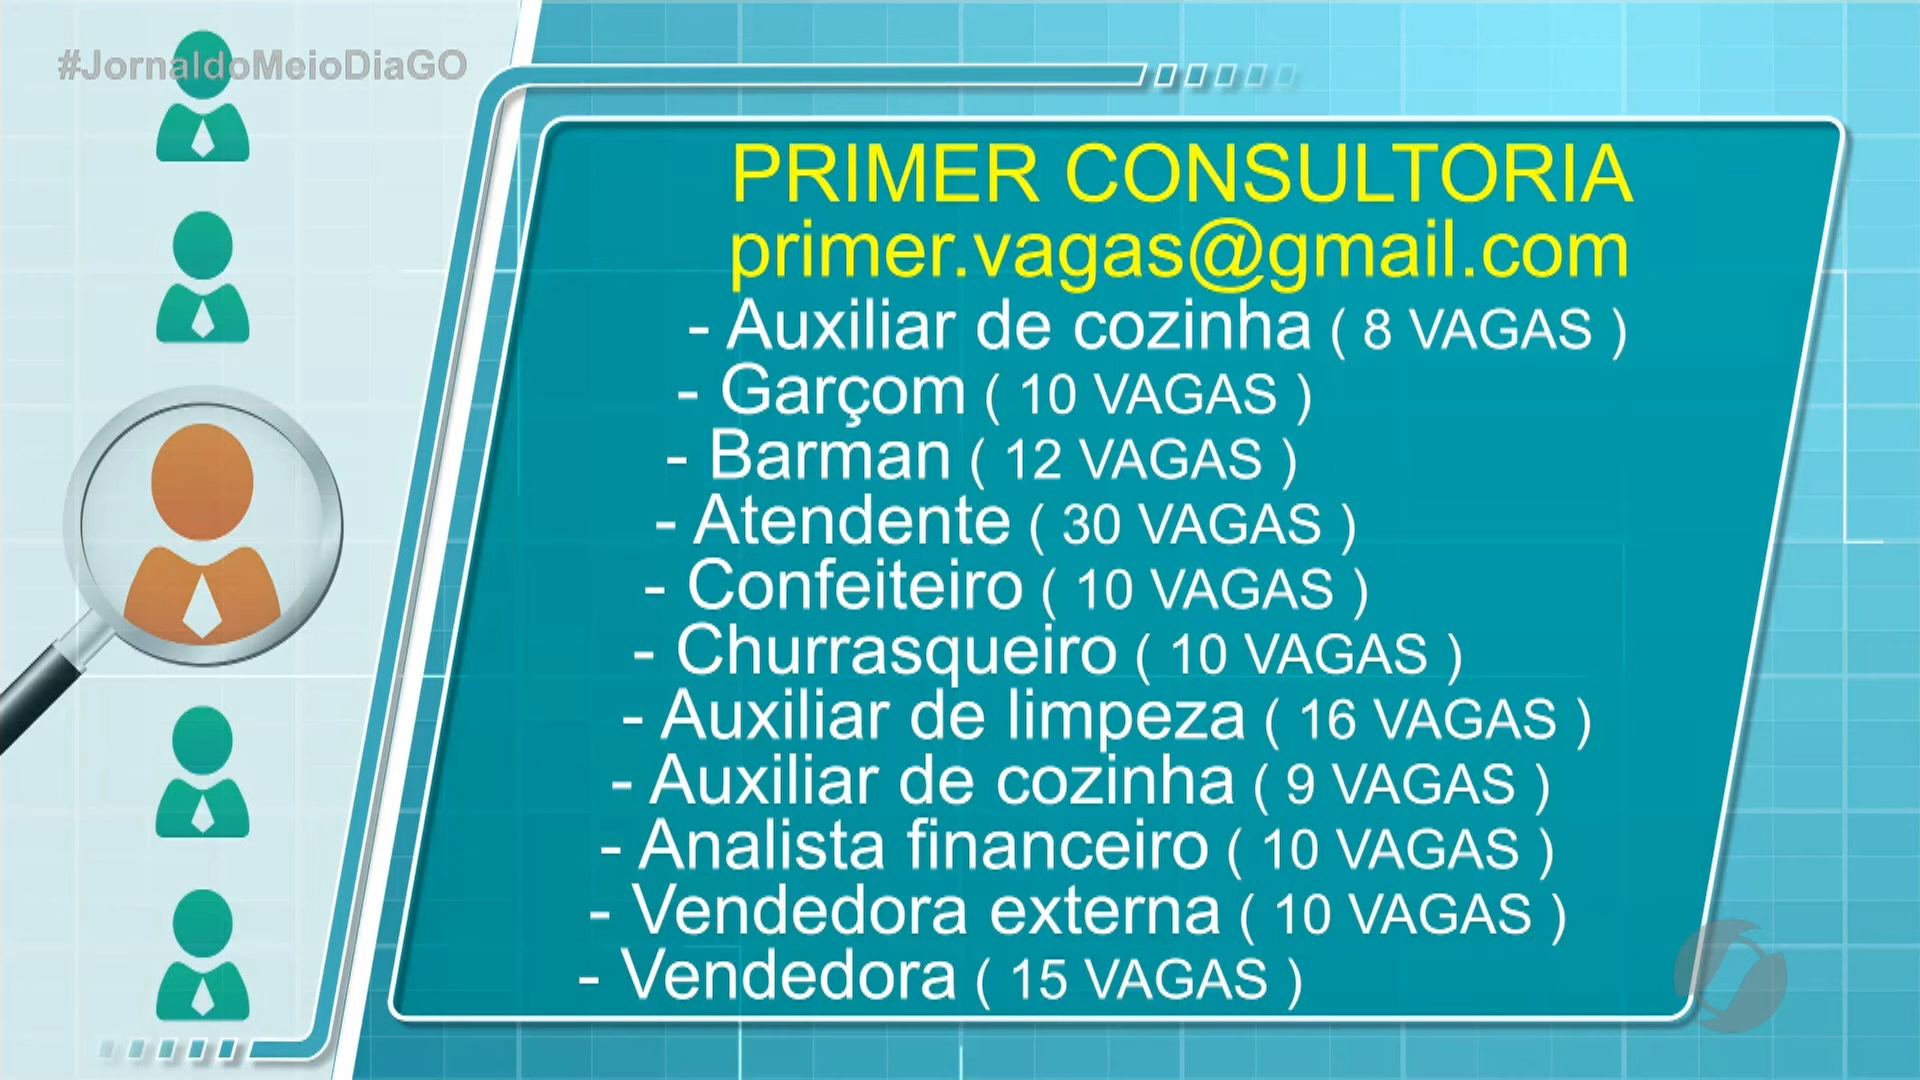 #JornaldoMeioDiaGO
PRIMER CONSULTORIA
primer.vagas@gmail.com
- Auxiliar de cozinha ( 8 VAGAS )
- Garçom ( 10 VAGAS )
- Barman ( 12 VAGAS )
- Atendente ( 30 VAGAS )
- Confeiteiro ( 10 VAGAS )
- Churrasqueiro ( 10 VAGAS )
- Auxiliar de limpeza ( 16 VAGAS )
- Auxiliar de cozinha ( 9 VAGAS )
- Analista financeiro ( 10 VAGAS )
- Vendedora externa ( 10 VAGAS )
- Vendedora ( 15 VAGAS )